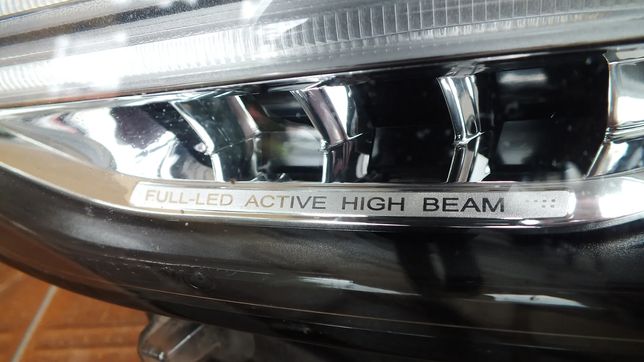 FULL-LED ACTIVE HIGH BEAM